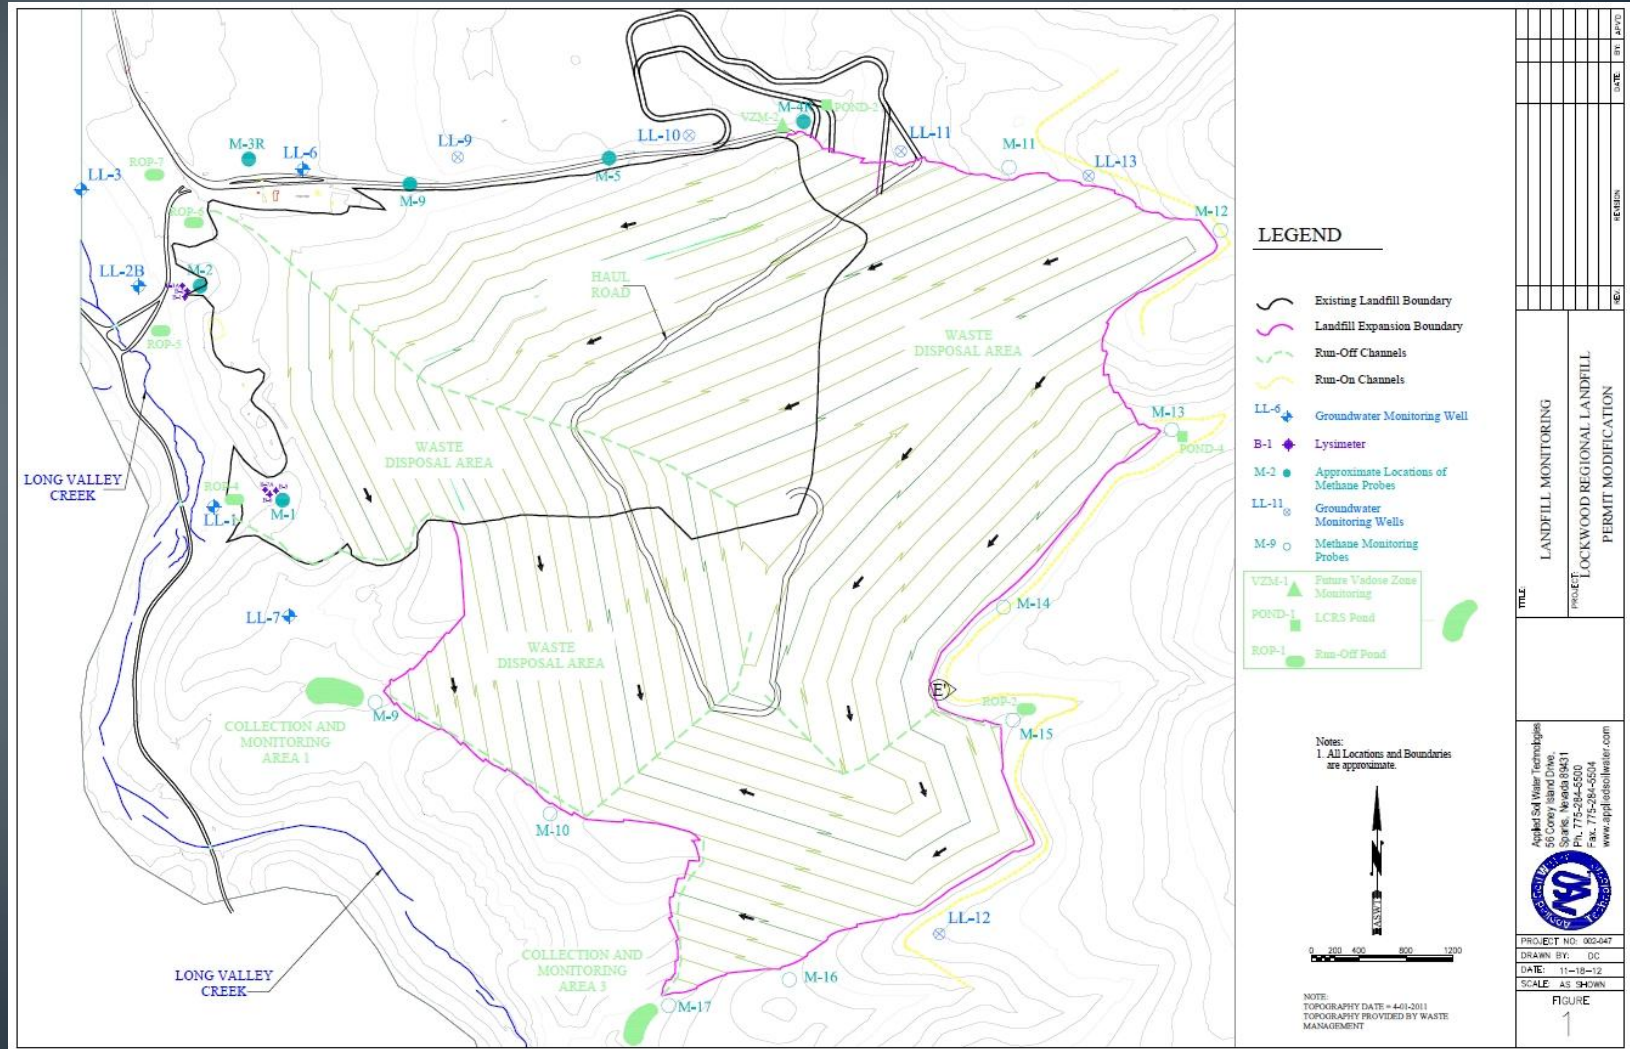 M-4R
POND-2
VZM-2
LL-10
LL-11
M-11
LL-13
LL-9
M-3R
LL-6
ROP-7
LL-3
M-5
M-9
M-12
ROP-6
LL-2B
M-2
HAUL
ROAD
WASTE
DISPOSAL AREA
ROP-5
M-13
POND-4
WASTE
DISPOSAL AREA
LONG VALLEY
CREEK
ROP-4
LL-1
M-1
LL-7
M-14
WASTE
DISPOSAL AREA
E'
ROP-2
M-15
M-9
COLLECTION AND
MONITORING
AREA 1
M-10
LL-12
COLLECTION AND
MONITORING
AREA 3
LONG VALLEY
CREEK
M-16
M-17
LEGEND
Existing Landfill Boundary
Landfill Expansion Boundary
Run-Off Channels
Run-On Channels
LL-6 Groundwater Monitoring Well
B-1 Lysimeter
M-2 Approximate Locations of
Methane Probes
LL-11 Groundwater
Monitoring Wells
M-9 Methane Monitoring
Probes
VZM-1 Future Vadose Zone
Monitoring
POND-1 LCRS Pond
ROP-1 Run-Off Pond
Notes:
1. All Locations and Boundaries
are approximate.
N
ASWT
0 200 400 800 1200
NOTE:
TOPOGRAPHY DATE = 4-01-2011
TOPOGRAPHY PROVIDED BY WASTE
MANAGEMENT
REV.
REVISION
DATE:
BY:
APV'D
TITLE:
LANDFILL MONITORING
PROJECT:
LOCKWOOD REGIONAL LANDFILL
PERMIT MODIFICATION
Applied Soil Water Technologies
56 Coney Island Drive,
Sparks, Nevada 89431
Ph. 775-284-5500
Fax. 775-284-5504
www.appliedsoilwater.com
PROJECT NO: 002-047
DRAWN BY: DC
DATE: 11-18-12
SCALE: AS SHOWN
FIGURE
1